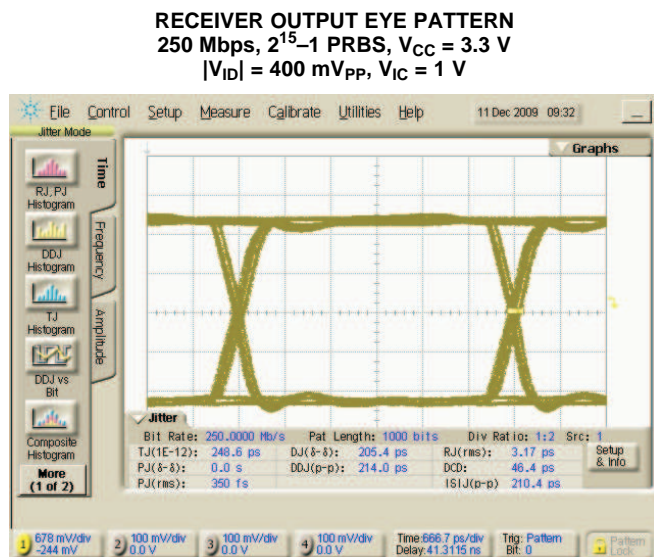 RECEIVER OUTPUT EYE PATTERN
250 Mbps, 2¹⁵–1 PRBS, V_CC = 3.3 V
|V_ID| = 400 mV_PP, V_IC = 1 V
File Control Setup Measure Calibrate Utilities Help 11 Dec 2009 09:32
Jitter Mode
Graphs
Time
Frequency
Amplitude
RJ, PJ
Histogram
DDJ
Histogram
TJ
Histogram
DDJ vs
Bit
Composite
Histogram
More
(1 of 2)
Jitter
Bit Rate: 250.0000 Mb/s Pat Length: 1000 bits Div Ratio: 1:2 Src: 1
TJ(1E-12): 248.6 ps DJ(δ-δ): 205.4 ps RJ(rms): 3.17 ps
PJ(δ-δ): 0.0 s DDJ(p-p): 214.0 ps DCD: 46.4 ps
PJ(rms): 350 fs ISIJ(p-p) 210.4 ps
Setup
& Info
1) 678 mV/div 2) 100 mV/div 3) 100 mV/div 4) 100 mV/div Time:666.7 ps/div Trig: Pattern Pattern
-244 mV 0.0 V 0.0 V 0.0 V Delay:41.3115 ns Bit: 0 Lock